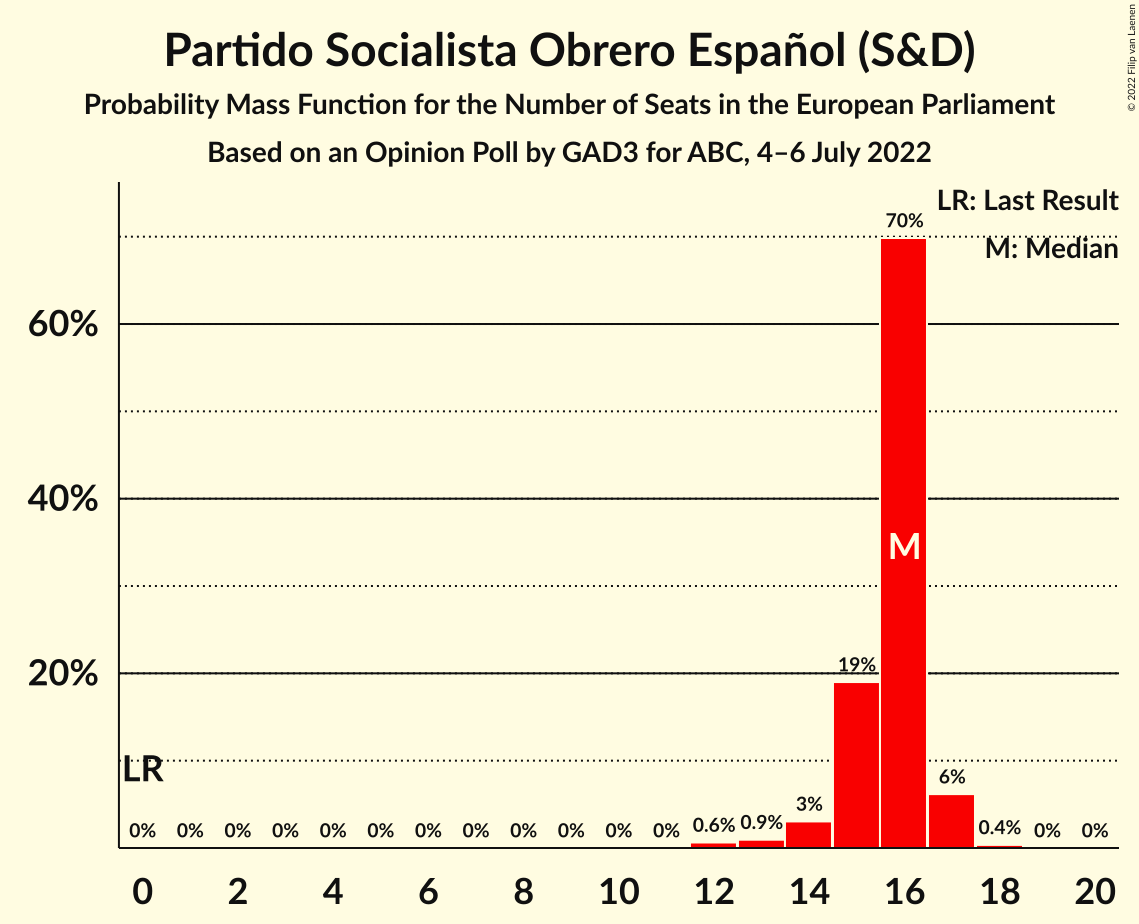 Partido Socialista Obrero Español (S&D)
Probability Mass Function for the Number of Seats in the European Parliament
Based on an Opinion Poll by GAD3 for ABC, 4–6 July 2022
© 2022 Filip van Laenen
LR: Last Result
M: Median
60%
40%
20%
70%
M
19%
LR
0% 0% 0% 0% 0% 0% 0% 0% 0% 0% 0% 0% 0.6% 0.9% 3% 6% 0.4% 0% 0%
0 2 4 6 8 10 12 14 16 18 20